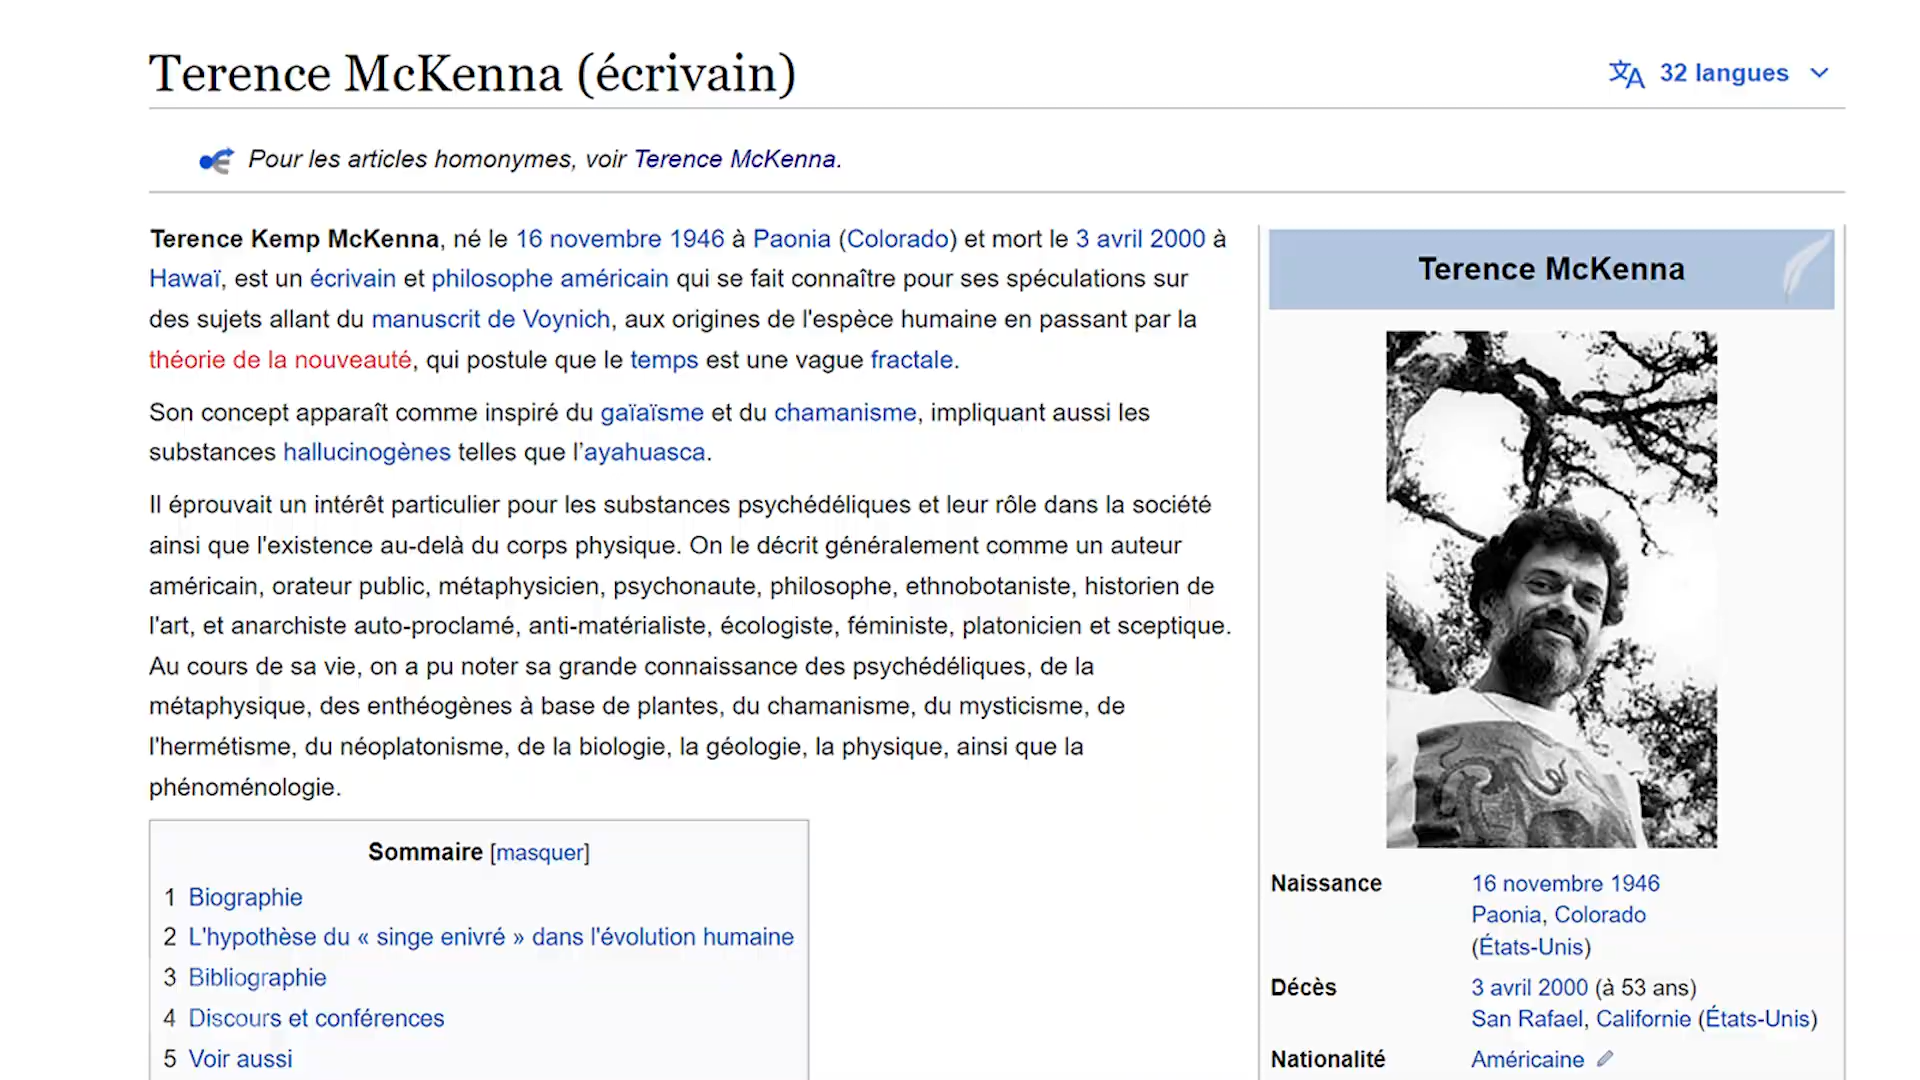 Terence McKenna (écrivain)
32 langues
Pour les articles homonymes, voir Terence McKenna.
Terence Kemp McKenna, né le 16 novembre 1946 à Paonia (Colorado) et mort le 3 avril 2000 à
Hawaï, est un écrivain et philosophe américain qui se fait connaître pour ses spéculations sur
des sujets allant du manuscrit de Voynich, aux origines de l'espèce humaine en passant par la
théorie de la nouveauté, qui postule que le temps est une vague fractale.
Son concept apparaît comme inspiré du gaïaïsme et du chamanisme, impliquant aussi les
substances hallucinogènes telles que l’ayahuasca.
Il éprouvait un intérêt particulier pour les substances psychédéliques et leur rôle dans la société
ainsi que l'existence au-delà du corps physique. On le décrit généralement comme un auteur
américain, orateur public, métaphysicien, psychonaute, philosophe, ethnobotaniste, historien de
l'art, et anarchiste auto-proclamé, anti-matérialiste, écologiste, féministe, platonicien et sceptique.
Au cours de sa vie, on a pu noter sa grande connaissance des psychédéliques, de la
métaphysique, des enthéogènes à base de plantes, du chamanisme, du mysticisme, de
l'hermétisme, du néoplatonisme, de la biologie, la géologie, la physique, ainsi que la
phénoménologie.
Sommaire [masquer]
1 Biographie
2 L'hypothèse du « singe enivré » dans l'évolution humaine
3 Bibliographie
4 Discours et conférences
5 Voir aussi
Terence McKenna
Naissance 16 novembre 1946
Paonia, Colorado
(États-Unis)
Décès 3 avril 2000 (à 53 ans)
San Rafael, Californie (États-Unis)
Nationalité Américaine